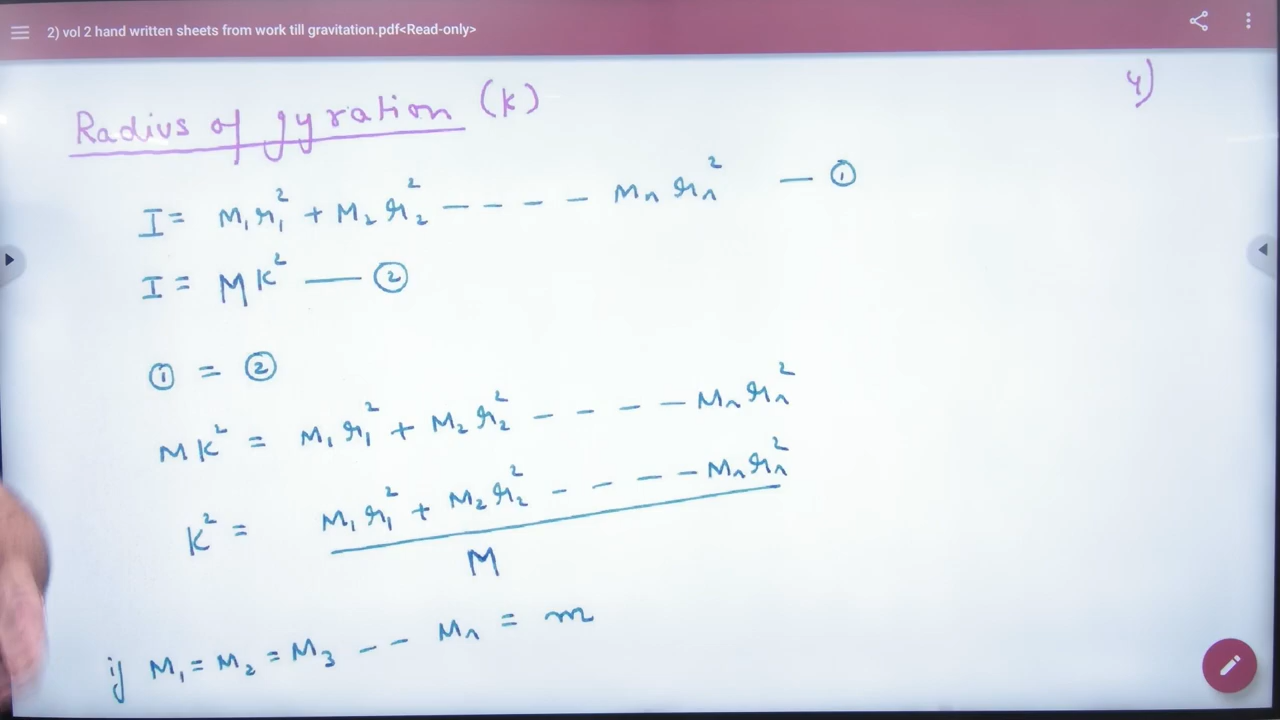 2) vol 2 hand written sheets from work till gravitation.pdf<Read-only>
4)
Radius of gyration (k)
I = M₁r₁² + M₂r₂² - - - - Mₙrₙ² — ①
I = MK² — ②
① = ②
MK² = M₁r₁² + M₂r₂² - - - - Mₙrₙ²
K² = M₁r₁² + M₂r₂² - - - - Mₙrₙ²
M
if M₁ = M₂ = M₃ - - Mₙ = m